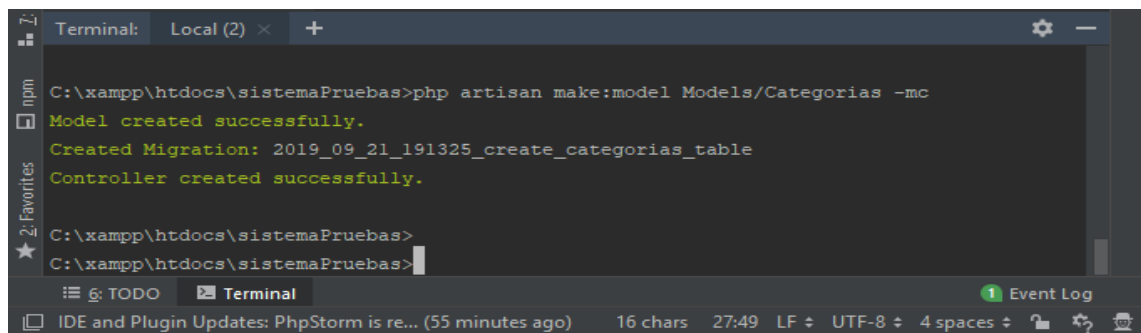 Terminal: Local (2) × +
npm
2: Favorites
C:\xampp\htdocs\sistemaPruebas>php artisan make:model Models/Categorias -mc
Model created successfully.
Created Migration: 2019_09_21_191325_create_categorias_table
Controller created successfully.
C:\xampp\htdocs\sistemaPruebas>
C:\xampp\htdocs\sistemaPruebas>
6: TODO Terminal 1 Event Log
IDE and Plugin Updates: PhpStorm is re... (55 minutes ago) 16 chars 27:49 LF UTF-8 4 spaces